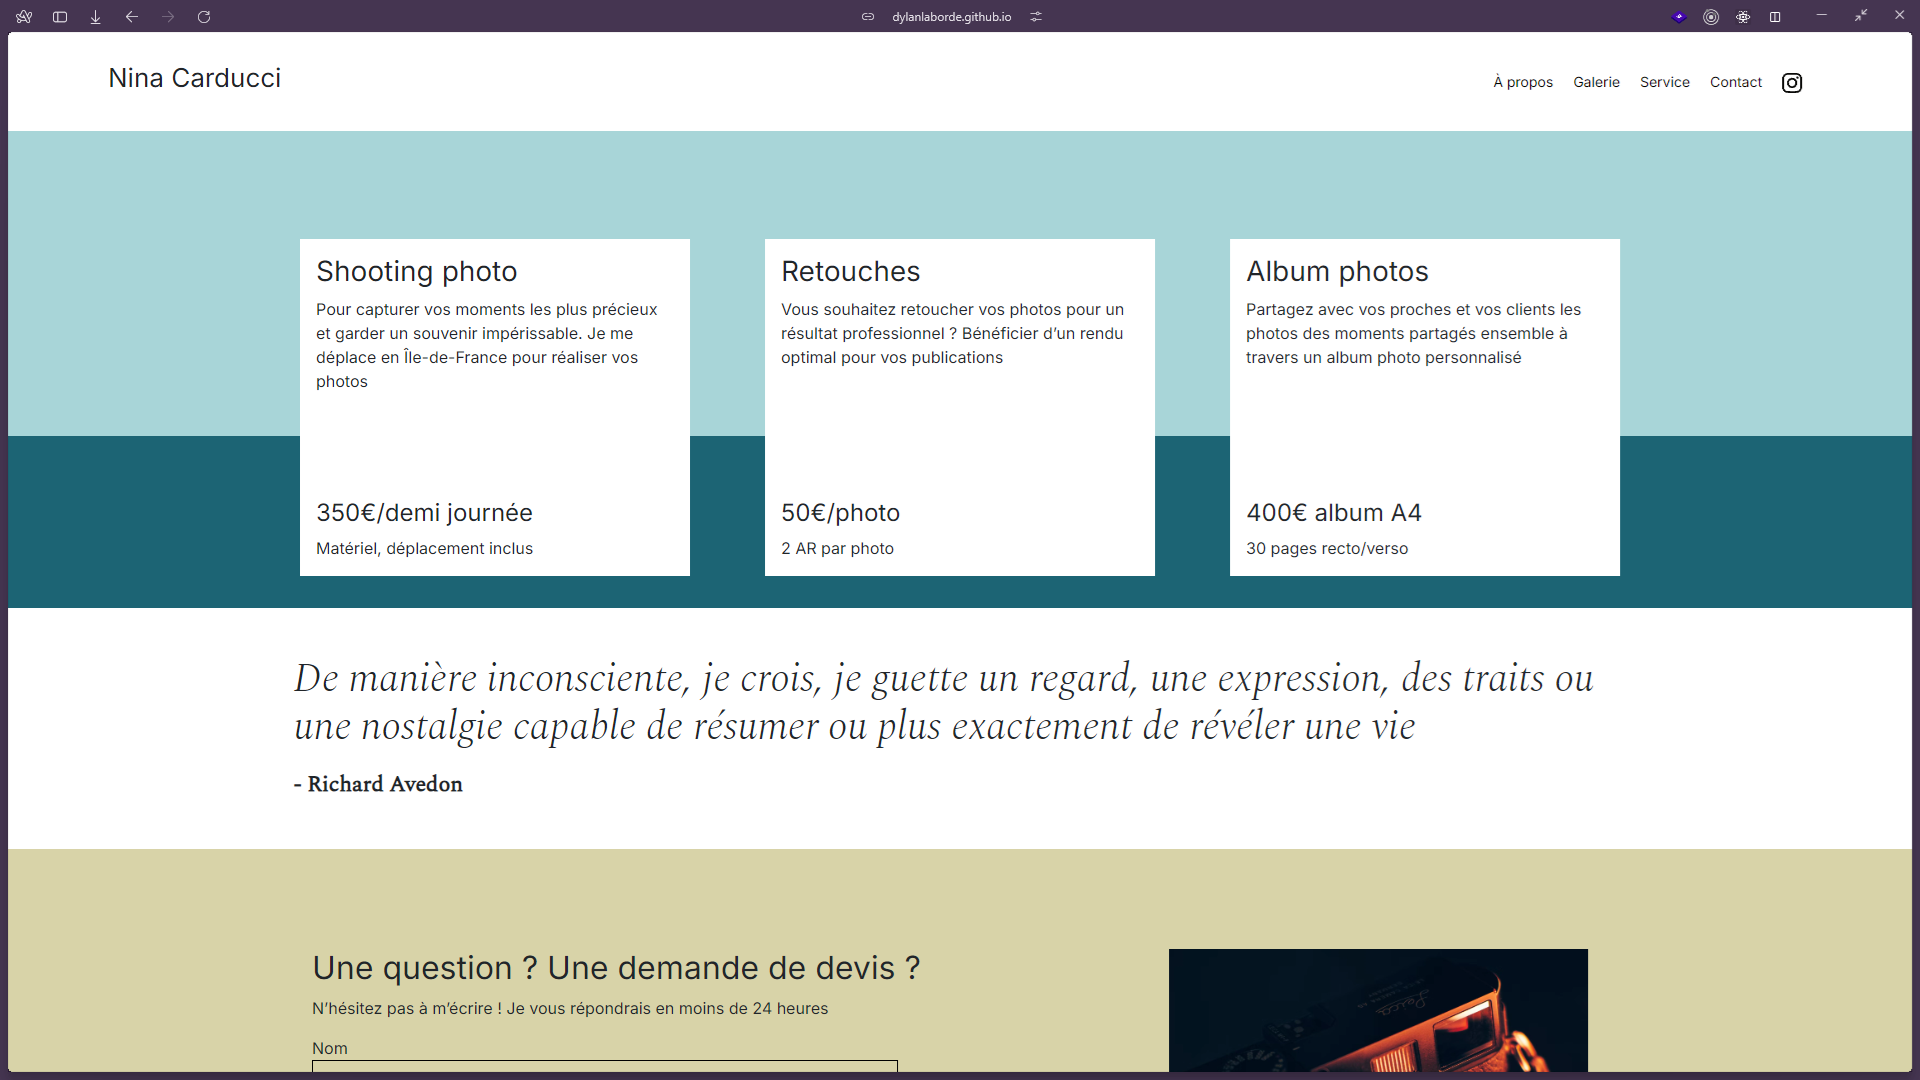 dylanlaborde.github.io
Nina Carducci
À propos Galerie Service Contact
Shooting photo
Pour capturer vos moments les plus précieux
et garder un souvenir impérissable. Je me
déplace en Île-de-France pour réaliser vos
photos
350€/demi journée
Matériel, déplacement inclus
Retouches
Vous souhaitez retoucher vos photos pour un
résultat professionnel ? Bénéficier d’un rendu
optimal pour vos publications
50€/photo
2 AR par photo
Album photos
Partagez avec vos proches et vos clients les
photos des moments partagés ensemble à
travers un album photo personnalisé
400€ album A4
30 pages recto/verso
De manière inconsciente, je crois, je guette un regard, une expression, des traits ou
une nostalgie capable de résumer ou plus exactement de révéler une vie
- Richard Avedon
Une question ? Une demande de devis ?
N’hésitez pas à m’écrire ! Je vous répondrais en moins de 24 heures
Nom
Leica